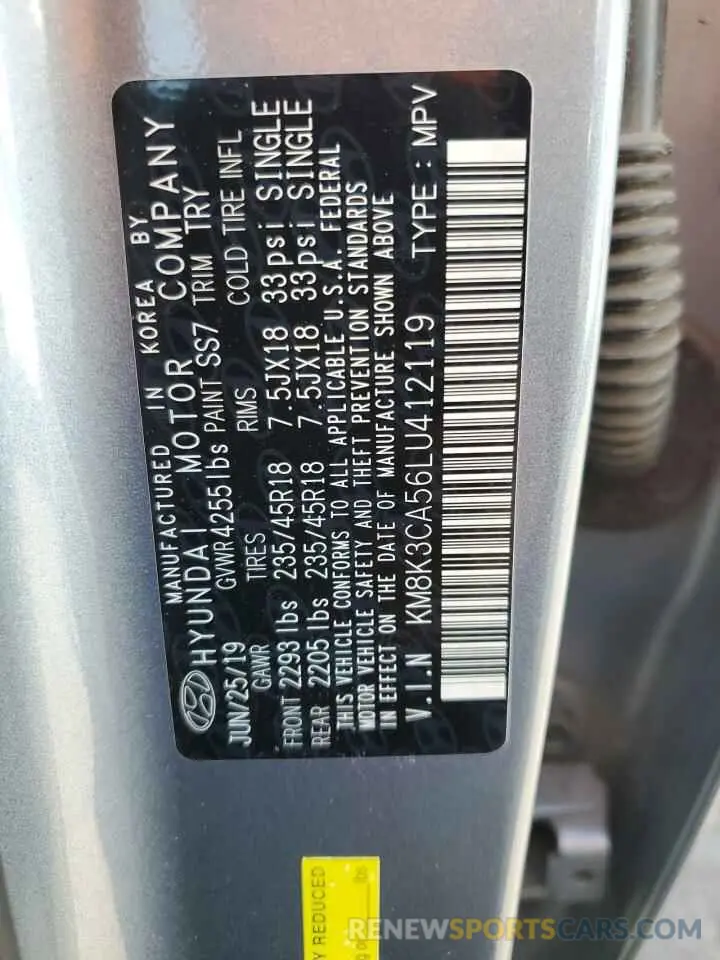 MANUFACTURED IN KOREA BY
HYUNDAI MOTOR COMPANY
JUN/25/19 GVWR 4255lbs PAINT SS7 TRIM TRY
GAWR TIRES RIMS COLD TIRE INFL
FRONT 2293lbs 235/45R18 7.5JX18 33psi SINGLE
REAR 2205lbs 235/45R18 7.5JX18 33psi SINGLE
THIS VEHICLE CONFORMS TO ALL APPLICABLE U.S.A. FEDERAL
MOTOR VEHICLE SAFETY AND THEFT PREVENTION STANDARDS
IN EFFECT ON THE DATE OF MANUFACTURE SHOWN ABOVE
V.I.N KM8K3CA56LU412119 TYPE : MPV
Y REDUCED
lbs
RENEWSPORTSCARS.COM